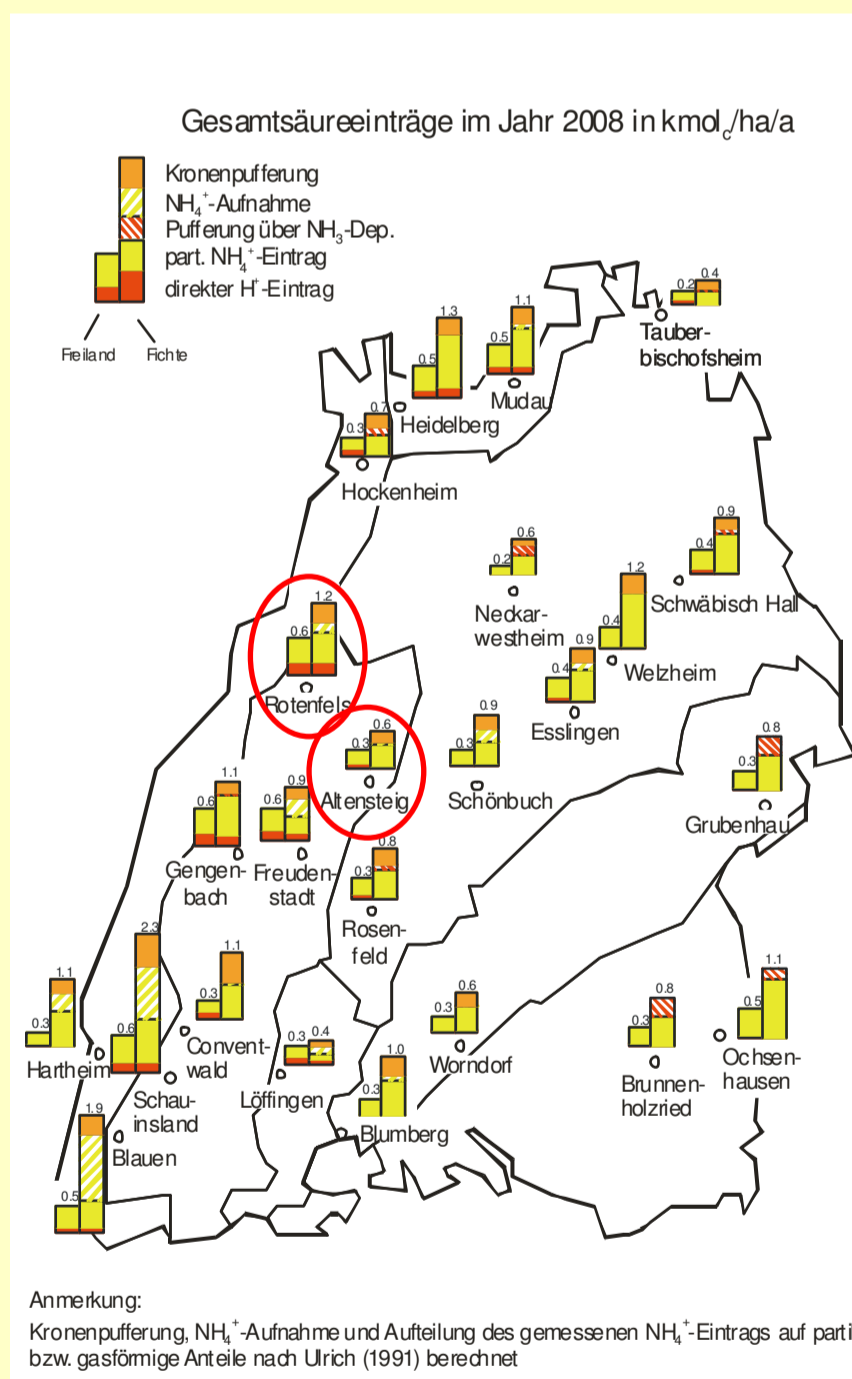 Gesamtsäureeinträge im Jahr 2008 in kmolc/ha/a
Kronenpufferung
NH4+-Aufnahme
Pufferung über NH3-Dep.
part. NH4+-Eintrag
direkter H+-Eintrag
Freiland Fichte
0.2 0.4
Tauber-
bischofsheim
0.5 1.3
Heidelberg
0.5 1.1
Mudau
0.3 0.7
Hockenheim
0.2 0.6
Neckar-
westheim
0.4 0.9
Schwäbisch Hall
0.4 1.2
Welzheim
0.4 0.9
Esslingen
0.6 1.2
Rotenfels
0.3 0.6
Altensteig
0.3 0.9
Schönbuch
0.3 0.8
Grubenhau
0.6 1.1
Gengen-
bach
0.6 0.9
Freuden-
stadt
0.3 0.8
Rosen-
feld
0.3 1.1
Hartheim
0.6 2.3
Schau-
insland
0.3 1.1
Convent-
wald
0.3 0.4
Löffingen
0.3 0.6
Worndorf
0.3 1.0
Blumberg
0.3 0.8
Brunnen-
holzried
0.5 1.1
Ochsen-
hausen
0.5 1.9
Blauen
Anmerkung:
Kronenpufferung, NH4+-Aufnahme und Aufteilung des gemessenen NH4+-Eintrags auf parti
bzw. gasförmige Anteile nach Ulrich (1991) berechnet